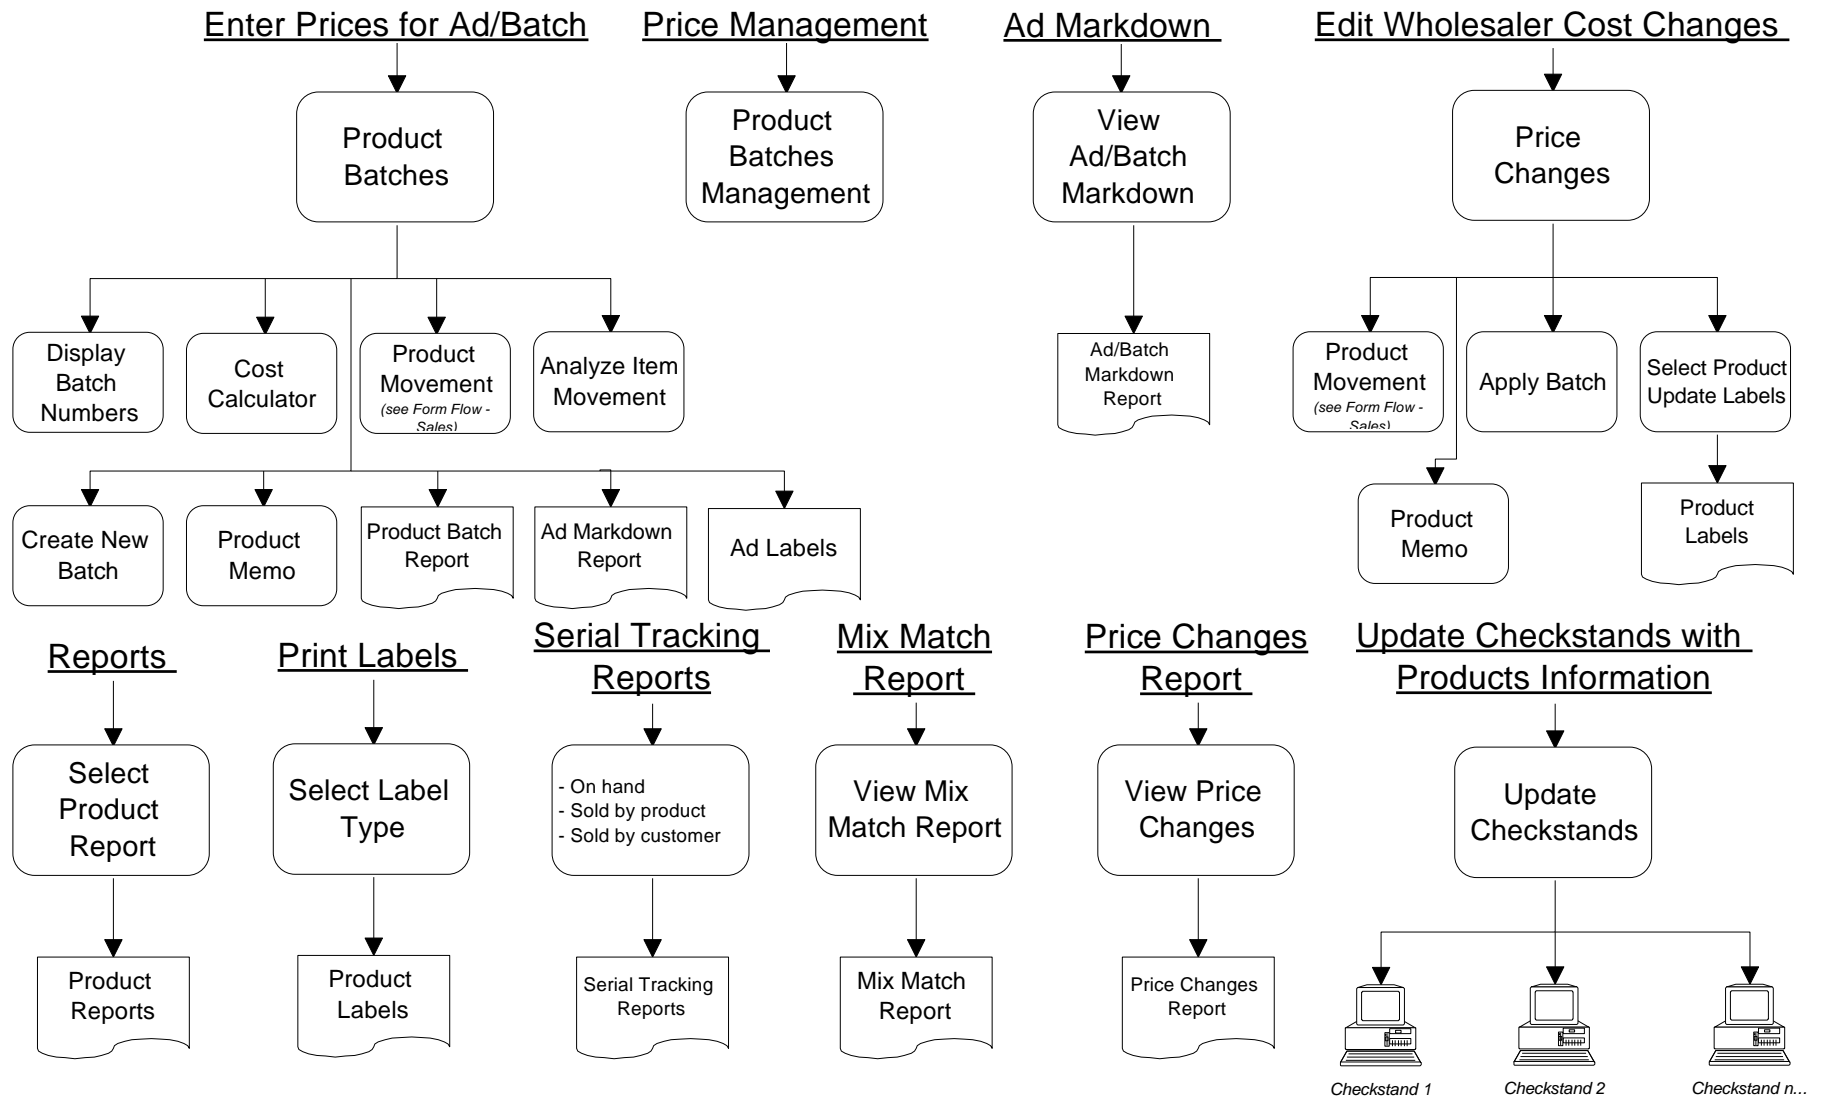 Enter Prices for Ad/Batch
Price Management
Ad Markdown
Edit Wholesaler Cost Changes
Product
Batches
Product
Batches
Management
View
Ad/Batch
Markdown
Price
Changes
Display
Batch
Numbers
Cost
Calculator
Product
Movement
(see Form Flow -
Sales)
Analyze Item
Movement
Ad/Batch
Markdown
Report
Product
Movement
(see Form Flow -
Sales)
Apply Batch
Select Product
Update Labels
Create New
Batch
Product
Memo
Product Batch
Report
Ad Markdown
Report
Ad Labels
Product
Memo
Product
Labels
Reports
Print Labels
Serial Tracking
Reports
Mix Match
Report
Price Changes
Report
Update Checkstands with
Products Information
Select
Product
Report
Select Label
Type
- On hand
- Sold by product
- Sold by customer
View Mix
Match Report
View Price
Changes
Update
Checkstands
Product
Reports
Product
Labels
Serial Tracking
Reports
Mix Match
Report
Price Changes
Report
Checkstand 1
Checkstand 2
Checkstand n...